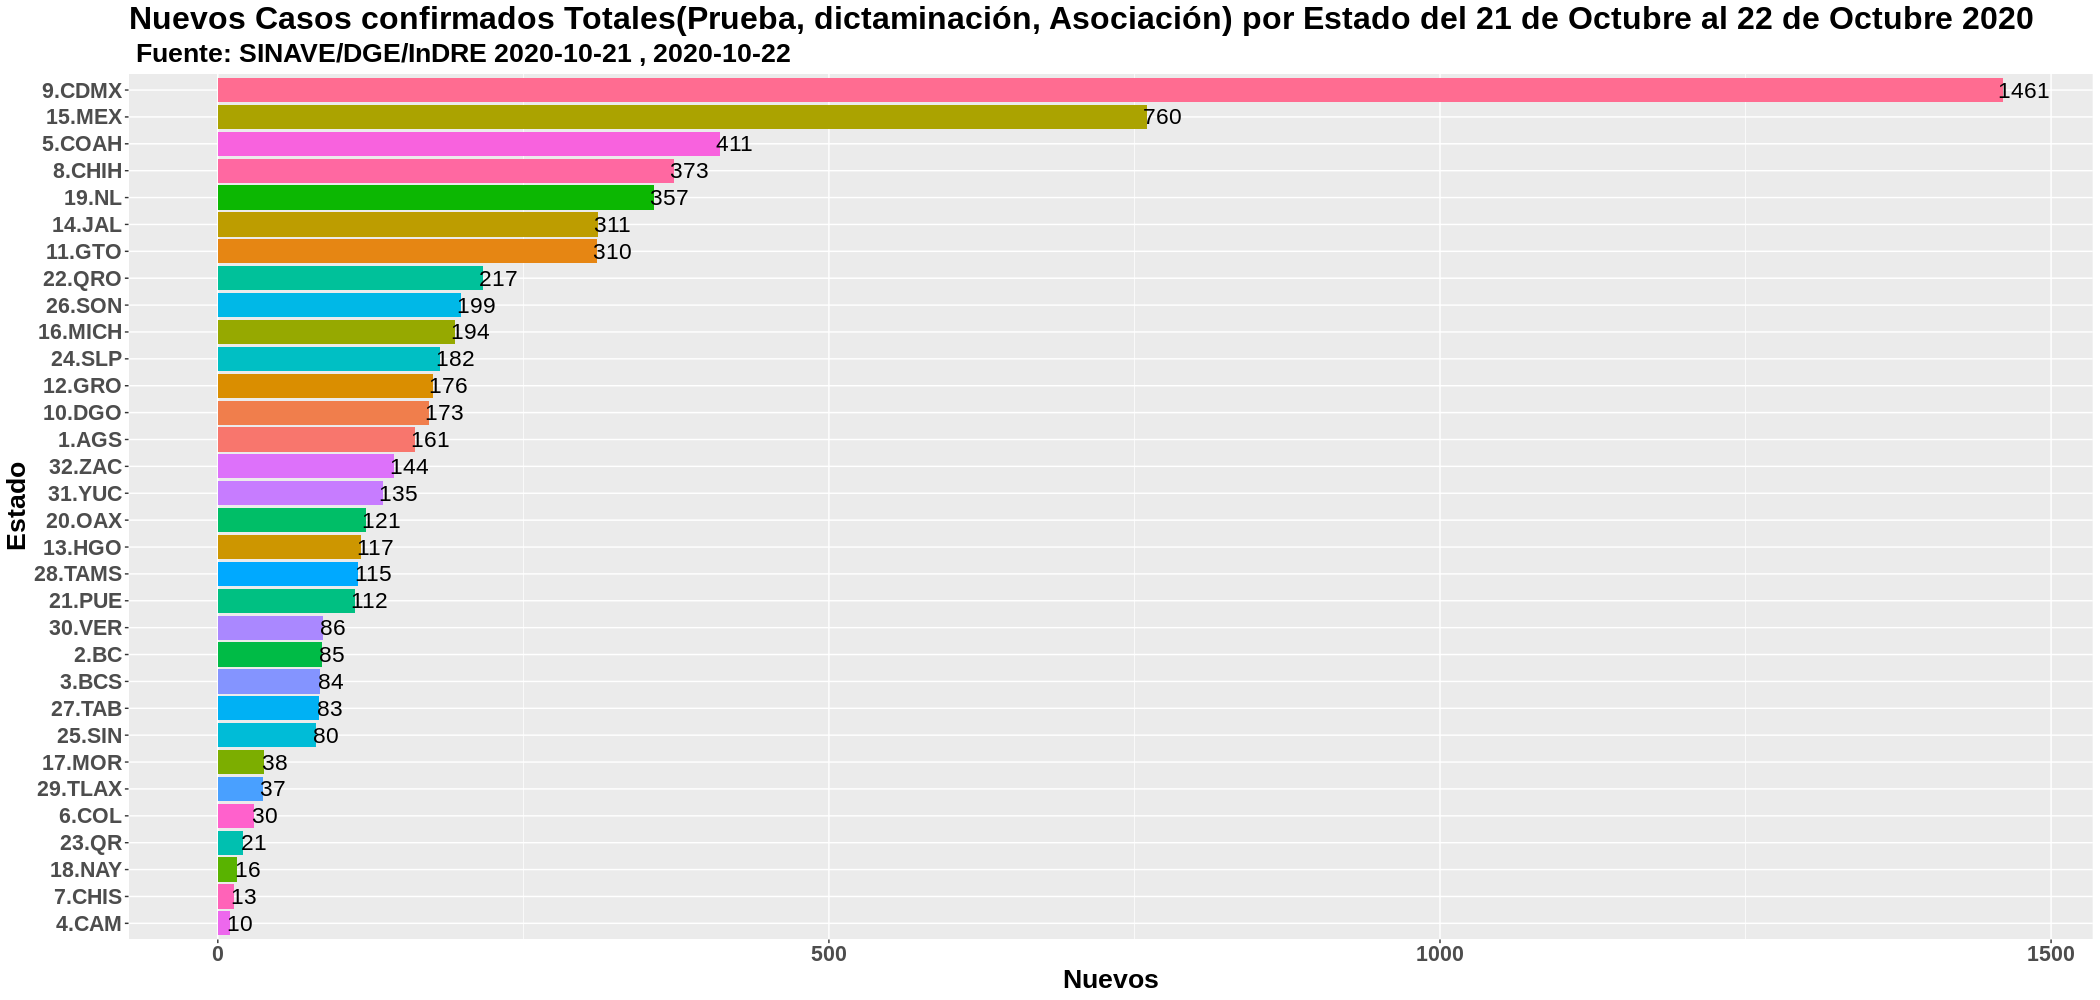 Nuevos Casos confirmados Totales(Prueba, dictaminación, Asociación) por Estado del 21 de Octubre al 22 de Octubre 2020
Fuente: SINAVE/DGE/InDRE 2020-10-21 , 2020-10-22
Estado
9.CDMX 1461
15.MEX 760
5.COAH 411
8.CHIH 373
19.NL 357
14.JAL 311
11.GTO 310
22.QRO 217
26.SON 199
16.MICH 194
24.SLP 182
12.GRO 176
10.DGO 173
1.AGS 161
32.ZAC 144
31.YUC 135
20.OAX 121
13.HGO 117
28.TAMS 115
21.PUE 112
30.VER 86
2.BC 85
3.BCS 84
27.TAB 83
25.SIN 80
17.MOR 38
29.TLAX 37
6.COL 30
23.QR 21
18.NAY 16
7.CHIS 13
4.CAM 10
0 500 1000 1500
Nuevos